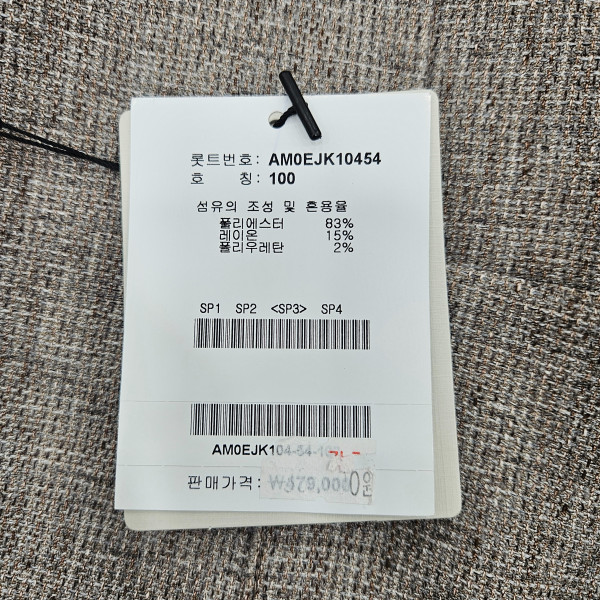 롯트번호: AM0EJK10454
호 칭: 100
섬유의 조성 및 혼용율
폴리에스터 83%
레이온 15%
폴리우레탄 2%
SP1 SP2 <SP3> SP4
판매가격: